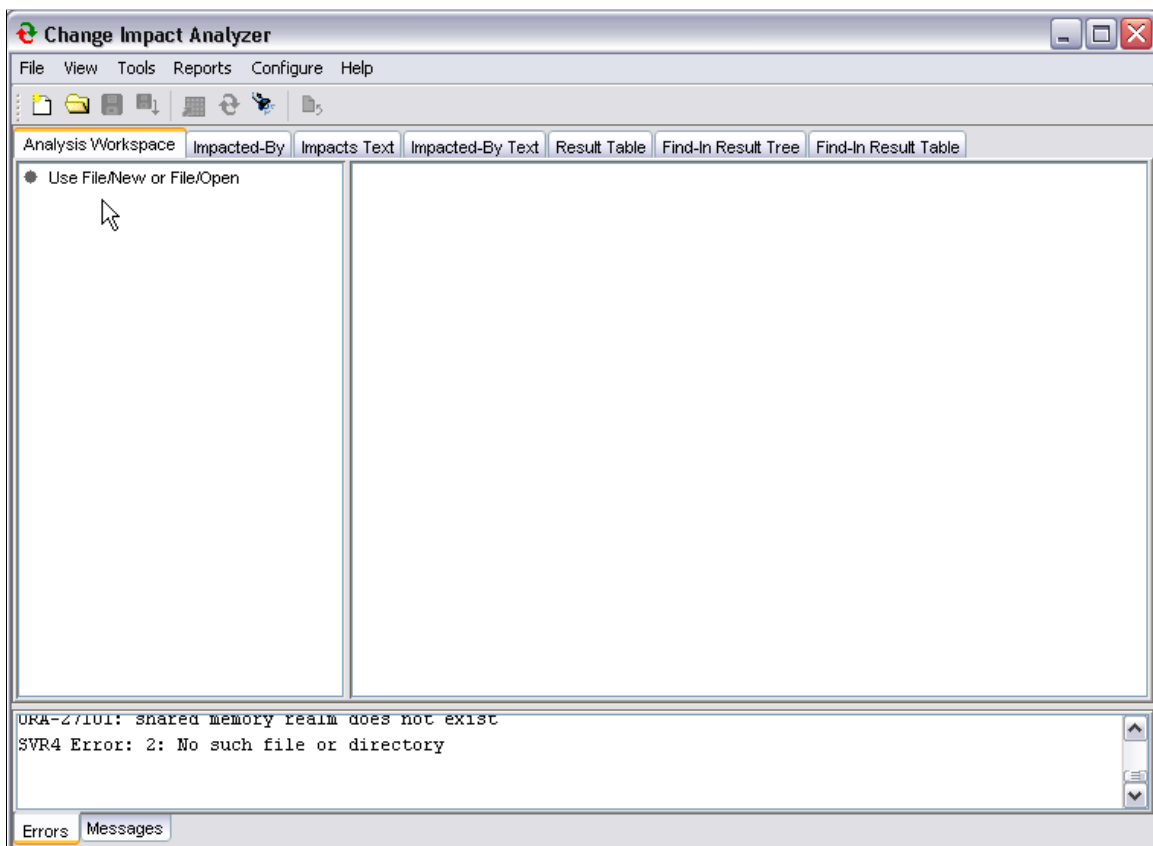 Change Impact Analyzer
File View Tools Reports Configure Help
Analysis Workspace Impacted-By Impacts Text Impacted-By Text Result Table Find-In Result Tree Find-In Result Table
Use File/New or File/Open
ORA-27101: shared memory realm does not exist
SVR4 Error: 2: No such file or directory
Errors Messages